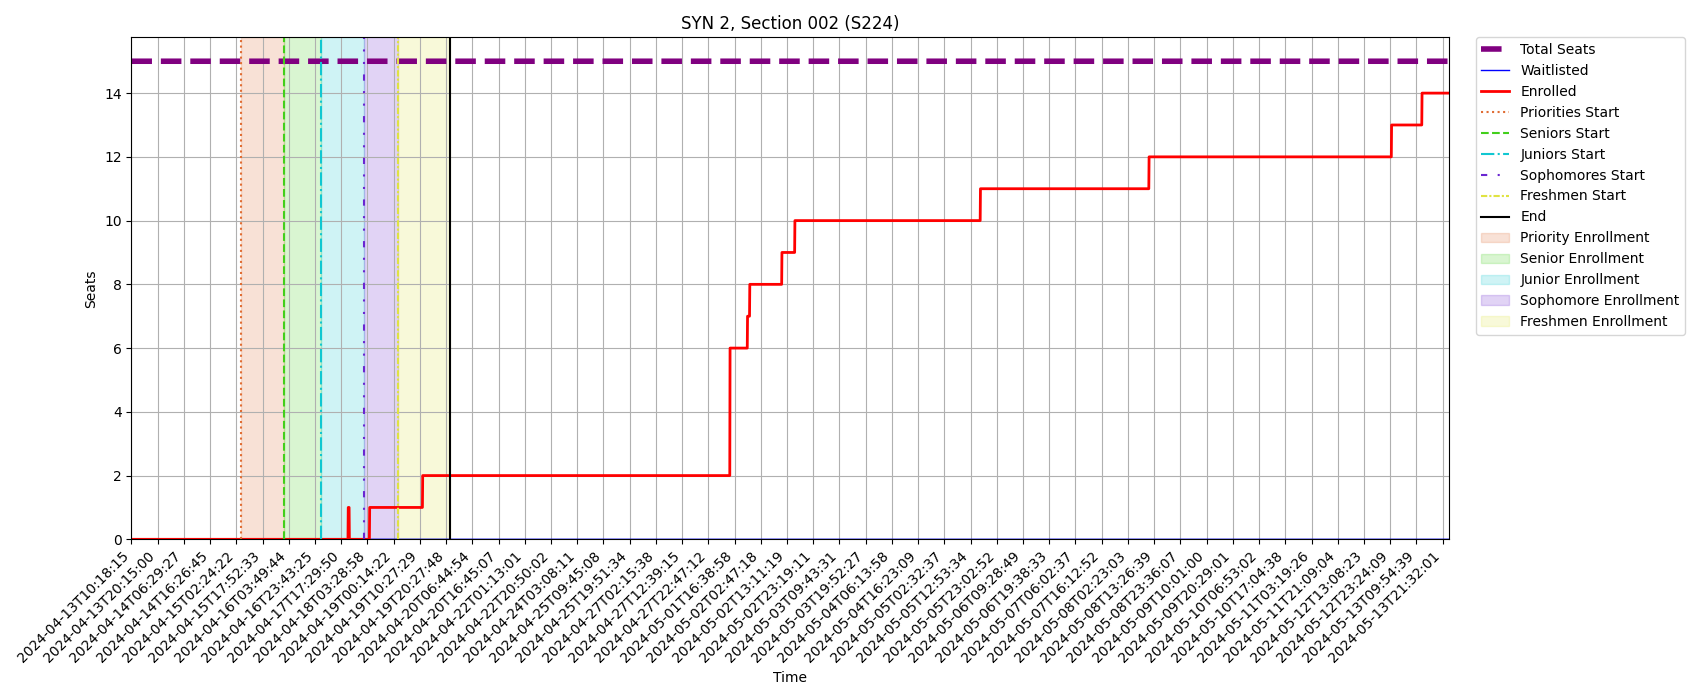 SYN 2, Section 002 (S224)
Total Seats
Waitlisted
Enrolled
Priorities Start
Seniors Start
Juniors Start
Sophomores Start
Freshmen Start
End
Priority Enrollment
Senior Enrollment
Junior Enrollment
Sophomore Enrollment
Freshmen Enrollment
Seats
14
12
10
8
6
4
2
0
2024-04-13T10:18:15
2024-04-13T20:15:00
2024-04-14T06:29:27
2024-04-14T16:26:45
2024-04-15T02:24:22
2024-04-15T17:52:33
2024-04-16T03:49:44
2024-04-16T23:43:25
2024-04-17T17:29:50
2024-04-18T03:28:58
2024-04-19T00:14:22
2024-04-19T10:27:29
2024-04-19T20:27:48
2024-04-20T06:44:54
2024-04-20T16:45:07
2024-04-22T01:13:01
2024-04-22T20:50:02
2024-04-24T03:08:11
2024-04-25T09:45:08
2024-04-25T19:51:34
2024-04-27T02:15:38
2024-04-27T12:39:15
2024-04-27T22:47:12
2024-05-01T16:38:58
2024-05-02T02:47:18
2024-05-02T13:11:19
2024-05-02T23:19:11
2024-05-03T09:43:31
2024-05-03T19:52:27
2024-05-04T06:13:58
2024-05-04T16:23:09
2024-05-05T02:32:37
2024-05-05T12:53:34
2024-05-05T23:02:52
2024-05-06T09:28:49
2024-05-06T19:38:33
2024-05-07T06:02:37
2024-05-07T16:12:52
2024-05-08T02:23:03
2024-05-08T13:26:39
2024-05-08T23:36:07
2024-05-09T10:01:00
2024-05-09T20:29:01
2024-05-10T06:53:02
2024-05-10T17:04:38
2024-05-11T03:19:26
2024-05-11T21:09:04
2024-05-12T13:08:23
2024-05-12T23:24:09
2024-05-13T09:54:39
2024-05-13T21:32:01
Time